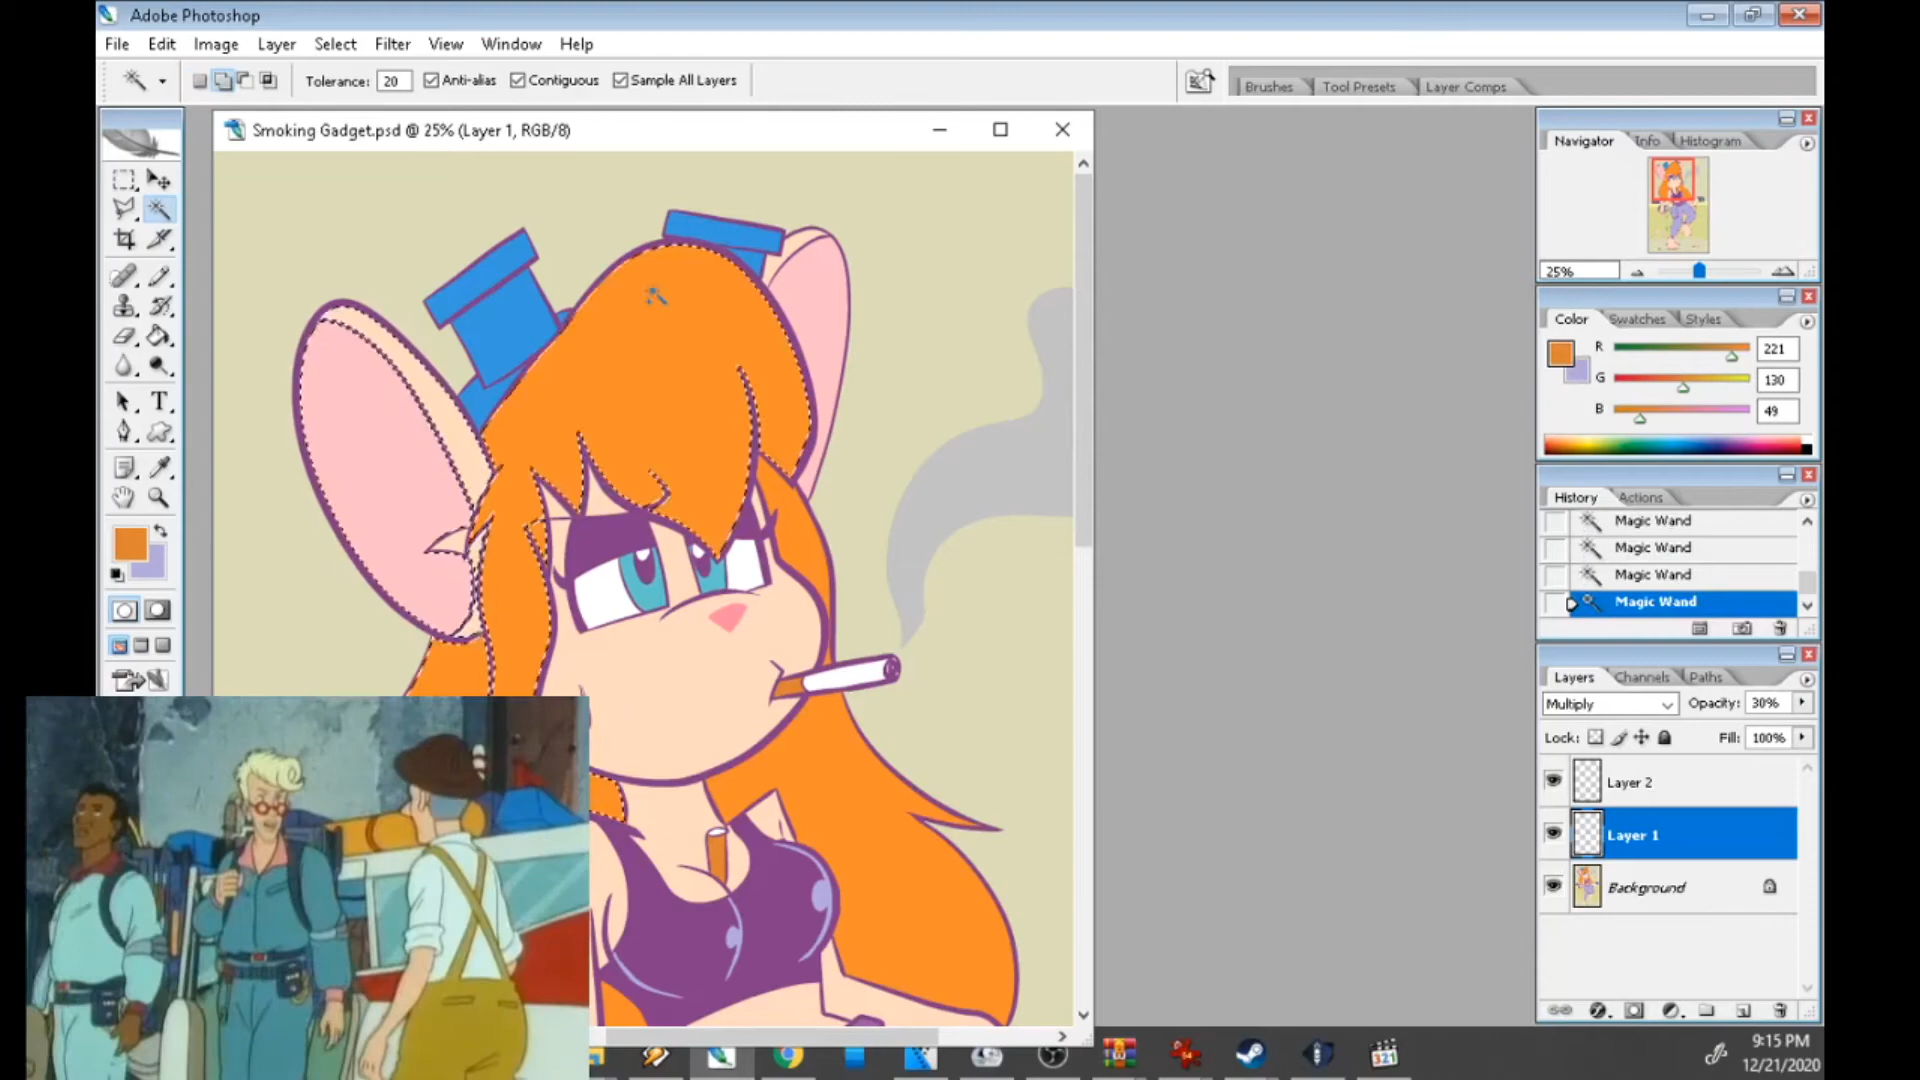 Adobe Photoshop
File Edit Image Layer Select Filter View Window Help
Tolerance: 20 Anti-alias Contiguous Sample All Layers
Brushes Tool Presets Layer Comps
Smoking Gadget.psd @ 25% (Layer 1, RGB/8)
Navigator Info Histogram
25%
Color Swatches Styles
R 221
G 130
B 49
History Actions
Magic Wand
Magic Wand
Magic Wand
Magic Wand
Layers Channels Paths
Multiply Opacity: 30%
Lock: Fill: 100%
Layer 2
Layer 1
Background
321
9:15 PM
12/21/2020